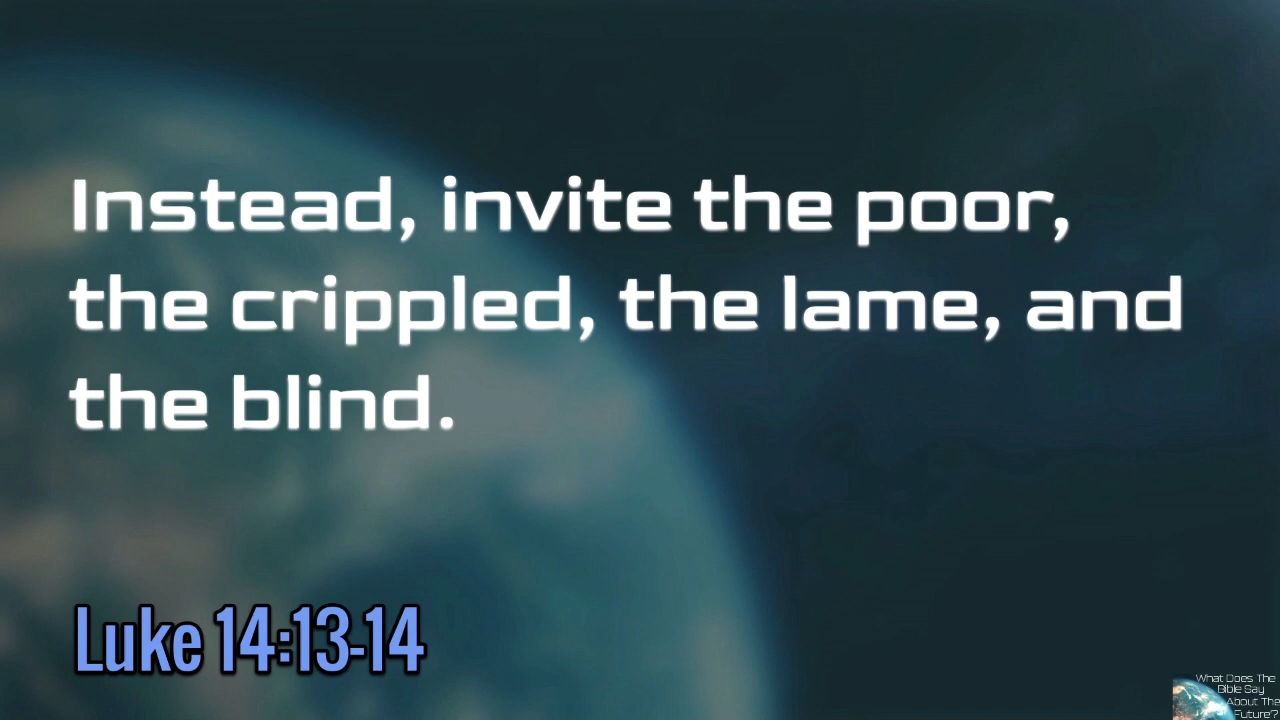 Instead, invite the poor,
the crippled, the lame, and
the blind.
Luke 14:13-14
What Does The
Bible Say
About The
Future?